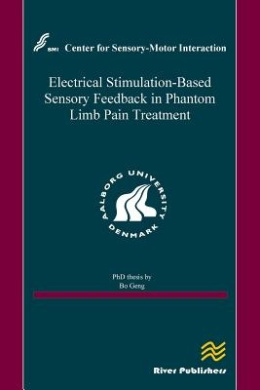 SMI Center for Sensory-Motor Interaction
Electrical Stimulation-Based
Sensory Feedback in Phantom
Limb Pain Treatment
AALBORG UNIVERSITY
DENMARK
PhD thesis by
Bo Geng
River Publishers